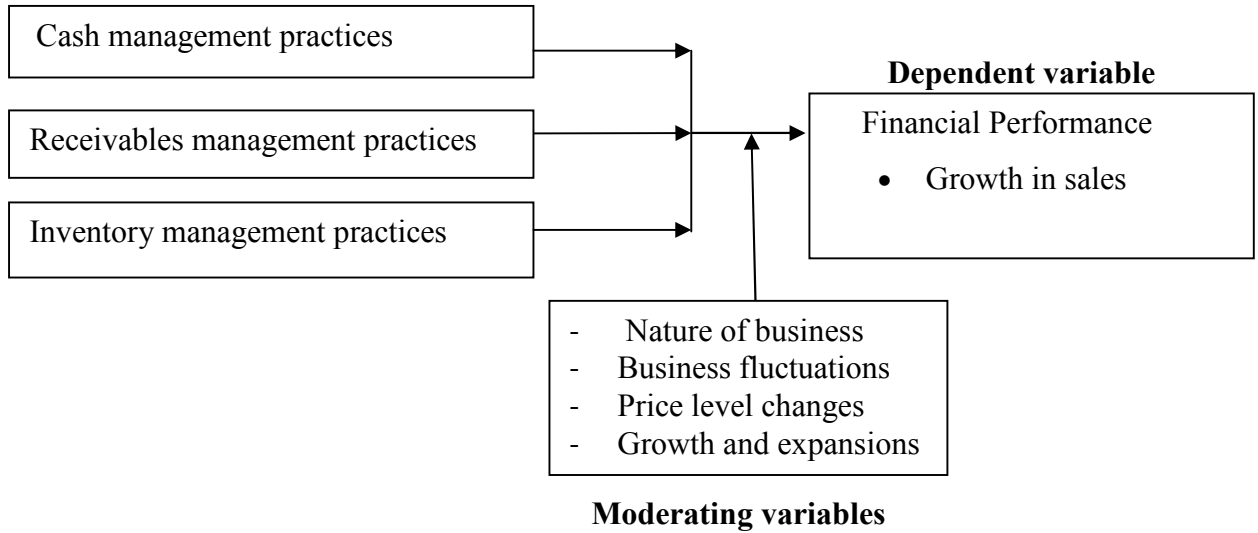 Cash management practices
Receivables management practices
Inventory management practices
Dependent variable
Financial Performance
• Growth in sales
- Nature of business
- Business fluctuations
- Price level changes
- Growth and expansions
Moderating variables